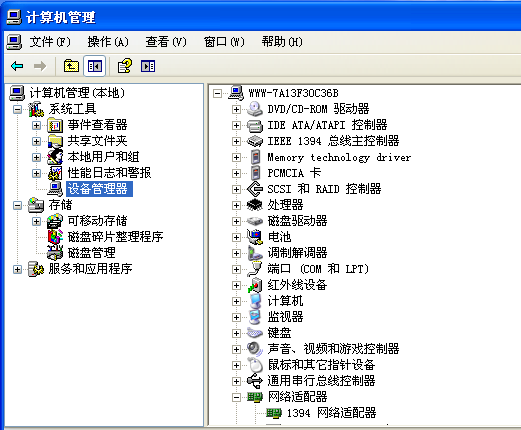 计算机管理
文件(F) 操作(A) 查看(V) 窗口(W) 帮助(H)
计算机管理(本地)
系统工具
事件查看器
共享文件夹
本地用户和组
性能日志和警报
设备管理器
存储
可移动存储
磁盘碎片整理程序
磁盘管理
服务和应用程序
WWW-7A13F30C36B
DVD/CD-ROM 驱动器
IDE ATA/ATAPI 控制器
IEEE 1394 总线主控制器
Memory technology driver
PCMCIA 卡
SCSI 和 RAID 控制器
处理器
磁盘驱动器
电池
调制解调器
端口 (COM 和 LPT)
红外线设备
计算机
监视器
键盘
声音、视频和游戏控制器
鼠标和其它指针设备
通用串行总线控制器
网络适配器
1394 网络适配器